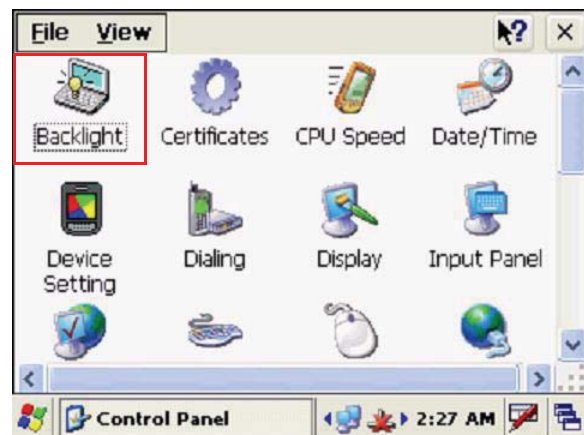 File View
Backlight Certificates CPU Speed Date/Time
Device Setting Dialing Display Input Panel
Control Panel 2:27 AM